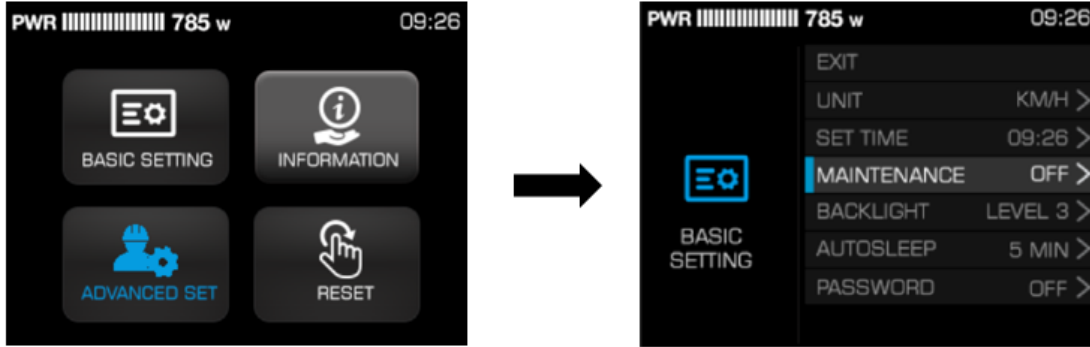 PWR 785 w 09:26
BASIC SETTING
INFORMATION
ADVANCED SET
RESET
PWR 785 w 09:26
BASIC
SETTING
EXIT
UNIT KM/H >
SET TIME 09:26 >
MAINTENANCE OFF >
BACKLIGHT LEVEL 3 >
AUTOSLEEP 5 MIN >
PASSWORD OFF >